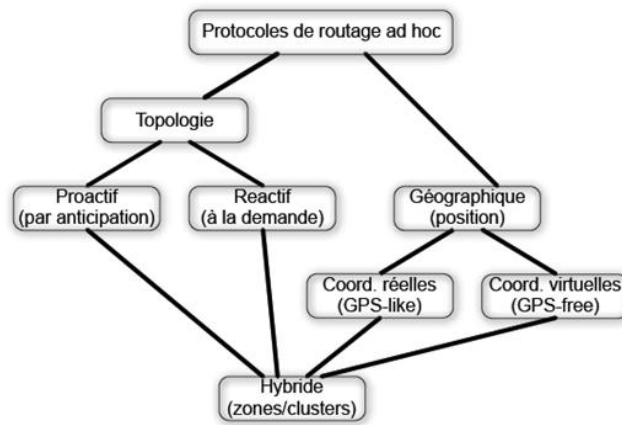 Protocoles de routage ad hoc
Topologie
Proactif
(par anticipation)
Reactif
(à la demande)
Géographique
(position)
Coord. réelles
(GPS-like)
Coord. virtuelles
(GPS-free)
Hybride
(zones/clusters)